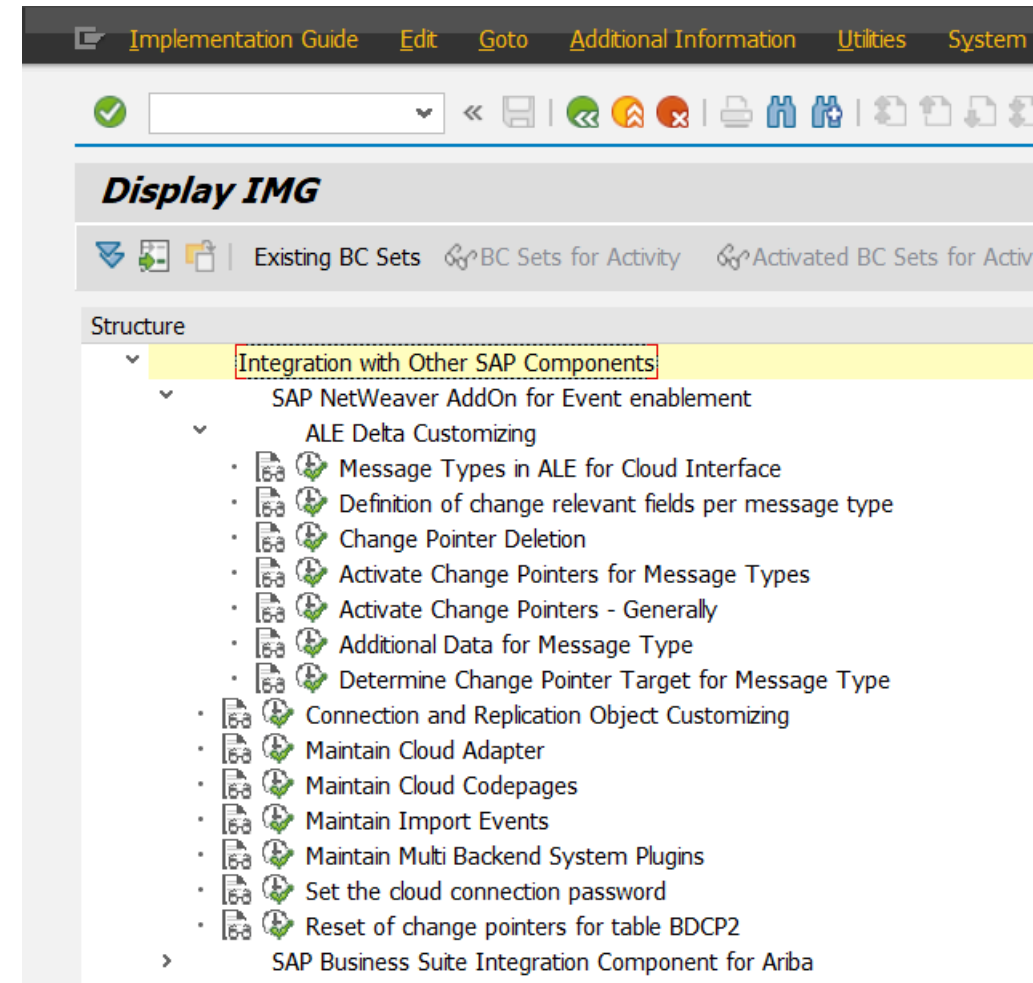 Implementation Guide Edit Goto Additional Information Utilities System
Display IMG
Existing BC Sets BC Sets for Activity Activated BC Sets for Activ
Structure
Integration with Other SAP Components
SAP NetWeaver AddOn for Event enablement
ALE Delta Customizing
Message Types in ALE for Cloud Interface
Definition of change relevant fields per message type
Change Pointer Deletion
Activate Change Pointers for Message Types
Activate Change Pointers - Generally
Additional Data for Message Type
Determine Change Pointer Target for Message Type
Connection and Replication Object Customizing
Maintain Cloud Adapter
Maintain Cloud Codepages
Maintain Import Events
Maintain Multi Backend System Plugins
Set the cloud connection password
Reset of change pointers for table BDCP2
SAP Business Suite Integration Component for Ariba